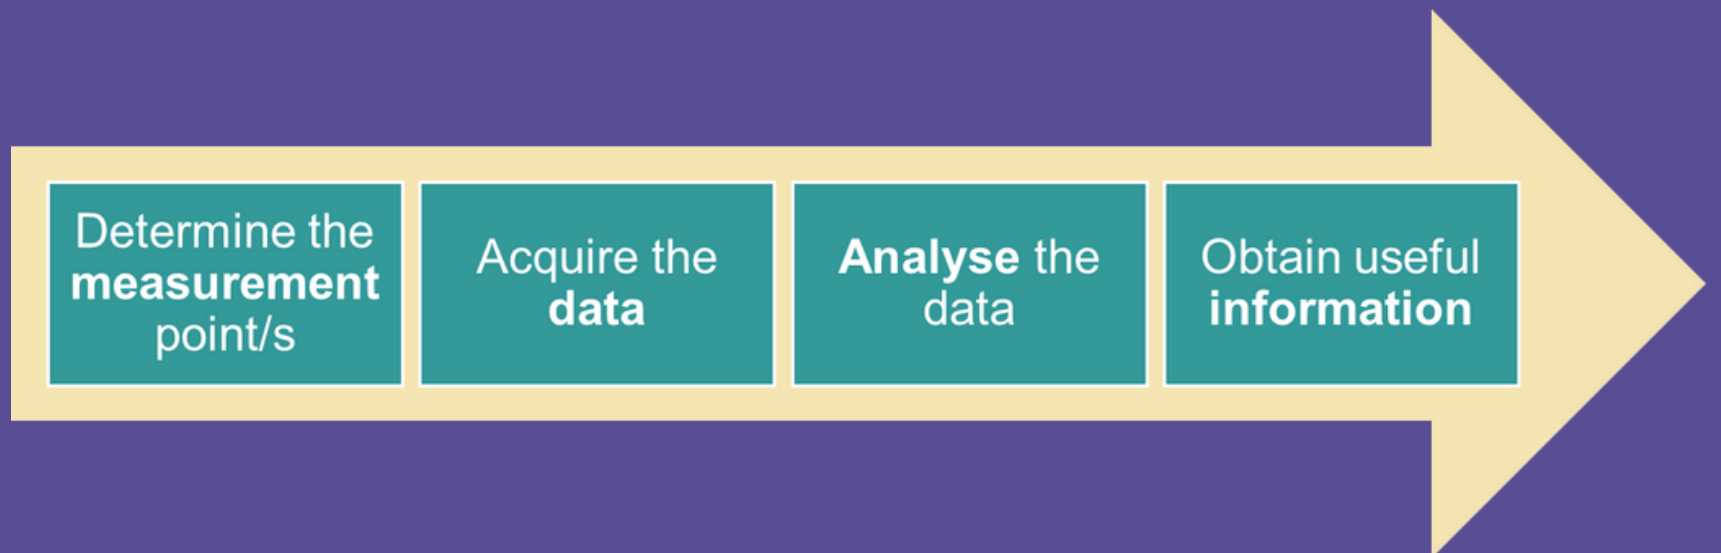 Determine the
measurement
point/s
Acquire the
data
Analyse the
data
Obtain useful
information